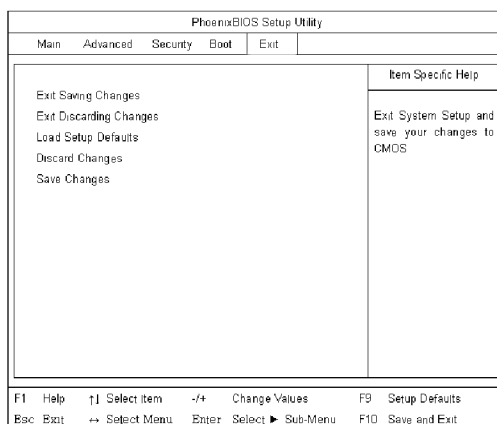 PhoenixBIOS Setup Utility
Main Advanced Security Boot Exit
Item Specific Help
Exit Saving Changes
Exit Discarding Changes
Load Setup Defaults
Discard Changes
Save Changes
Exit System Setup and
save your changes to
CMOS
F1 Help ↑↓ Select Item -/+ Change Values F9 Setup Defaults
Esc Exit ↔ Select Menu Enter Select ► Sub-Menu F10 Save and Exit